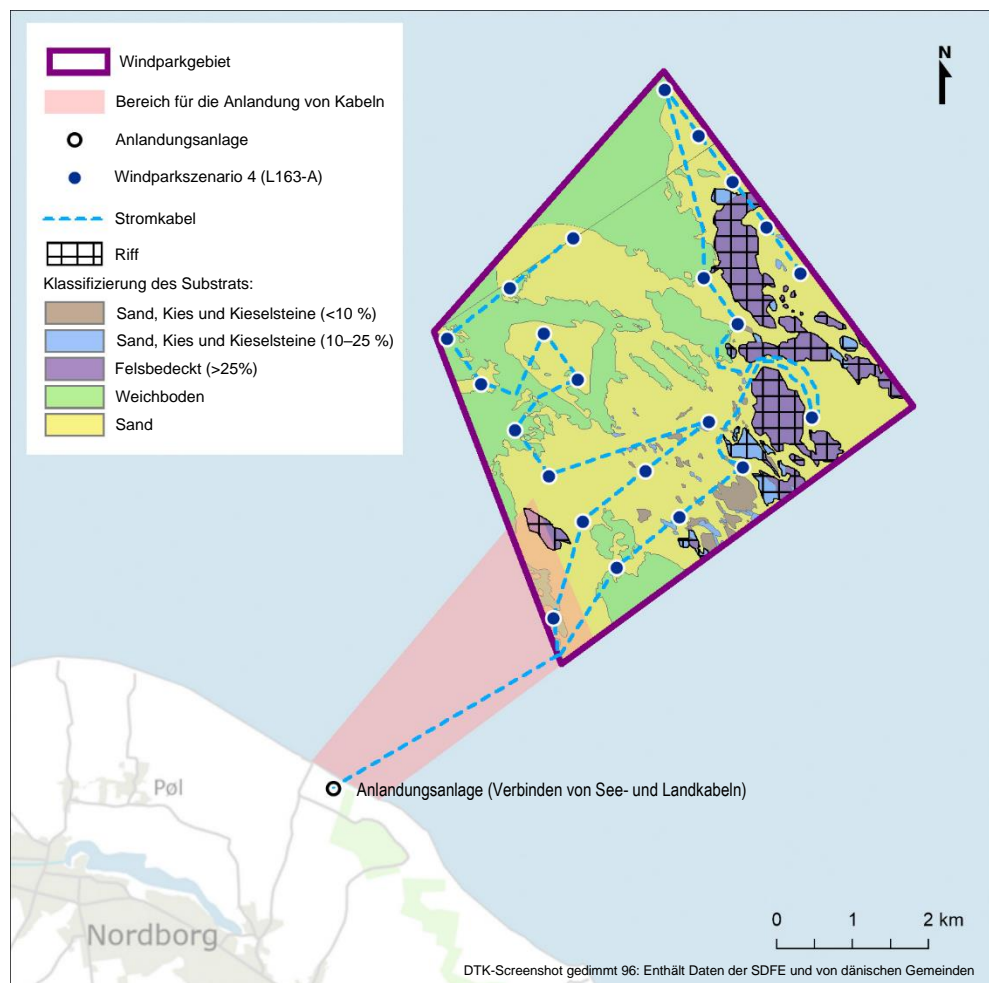 Windparkgebiet
Bereich für die Anlandung von Kabeln
Anlandungsanlage
Windparkszenario 4 (L163-A)
Stromkabel
Riff
Klassifizierung des Substrats:
Sand, Kies und Kieselsteine (<10 %)
Sand, Kies und Kieselsteine (10–25 %)
Felsbedeckt (>25%)
Weichboden
Sand
N
Anlandungsanlage (Verbinden von See- und Landkabeln)
Pøl
Nordborg
0 1 2 km
DTK-Screenshot gedimmt 96: Enthält Daten der SDFE und von dänischen Gemeinden